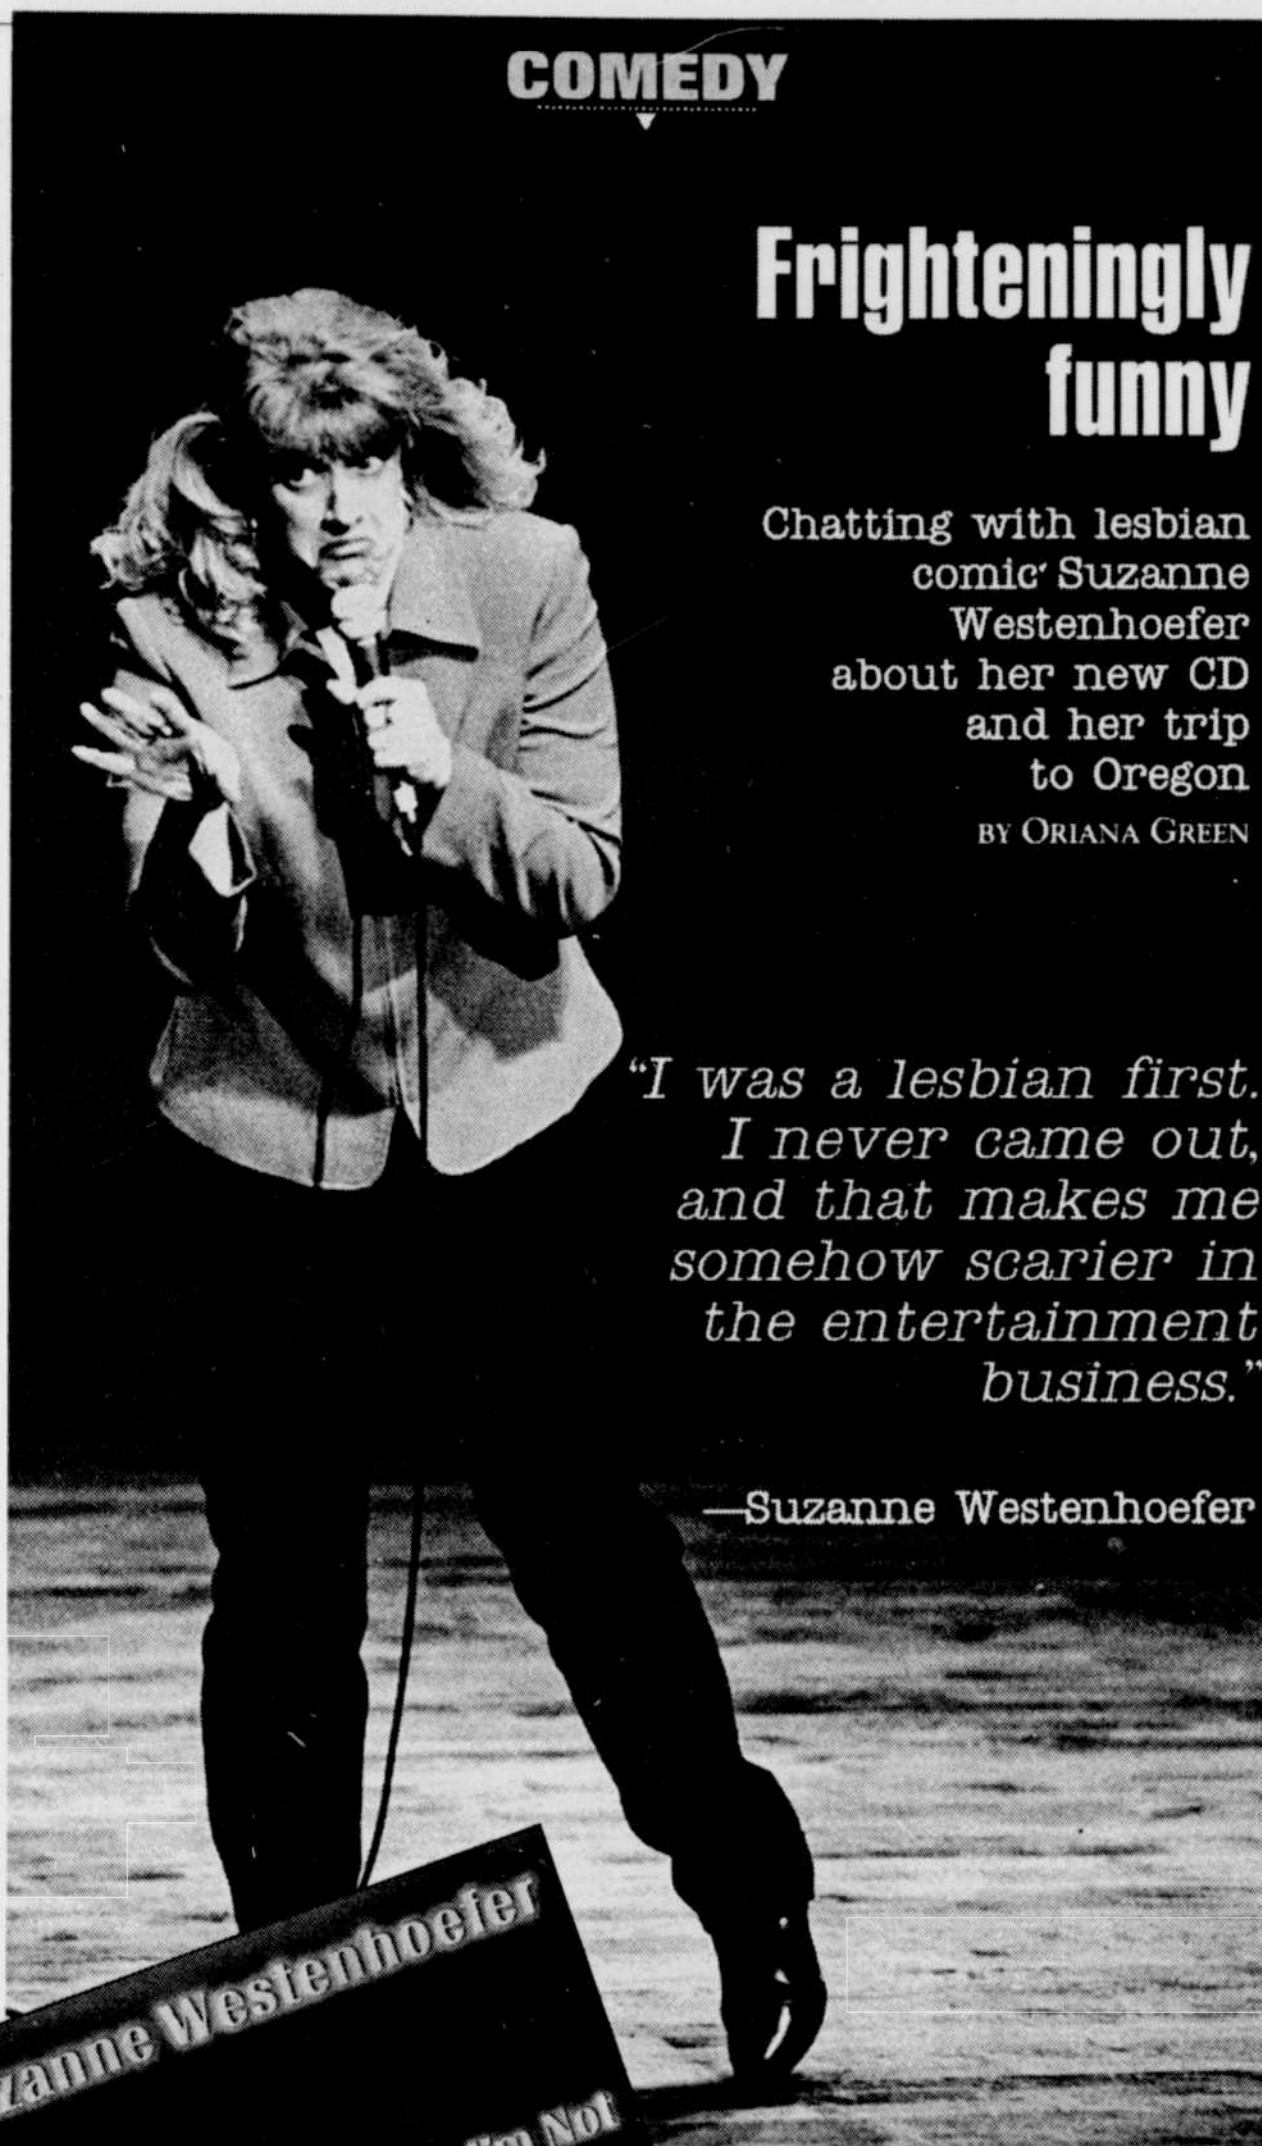 COMEDY
Frighteningly
funny
Chatting with lesbian
comic Suzanne
Westenhoefer
about her new CD
and her trip
to Oregon
BY ORIANA GREEN
“I was a lesbian first.
I never came out,
and that makes me
somehow scarier in
the entertainment
business.”
—Suzanne Westenhoefer
zanne Westenhoefer
I'm Not